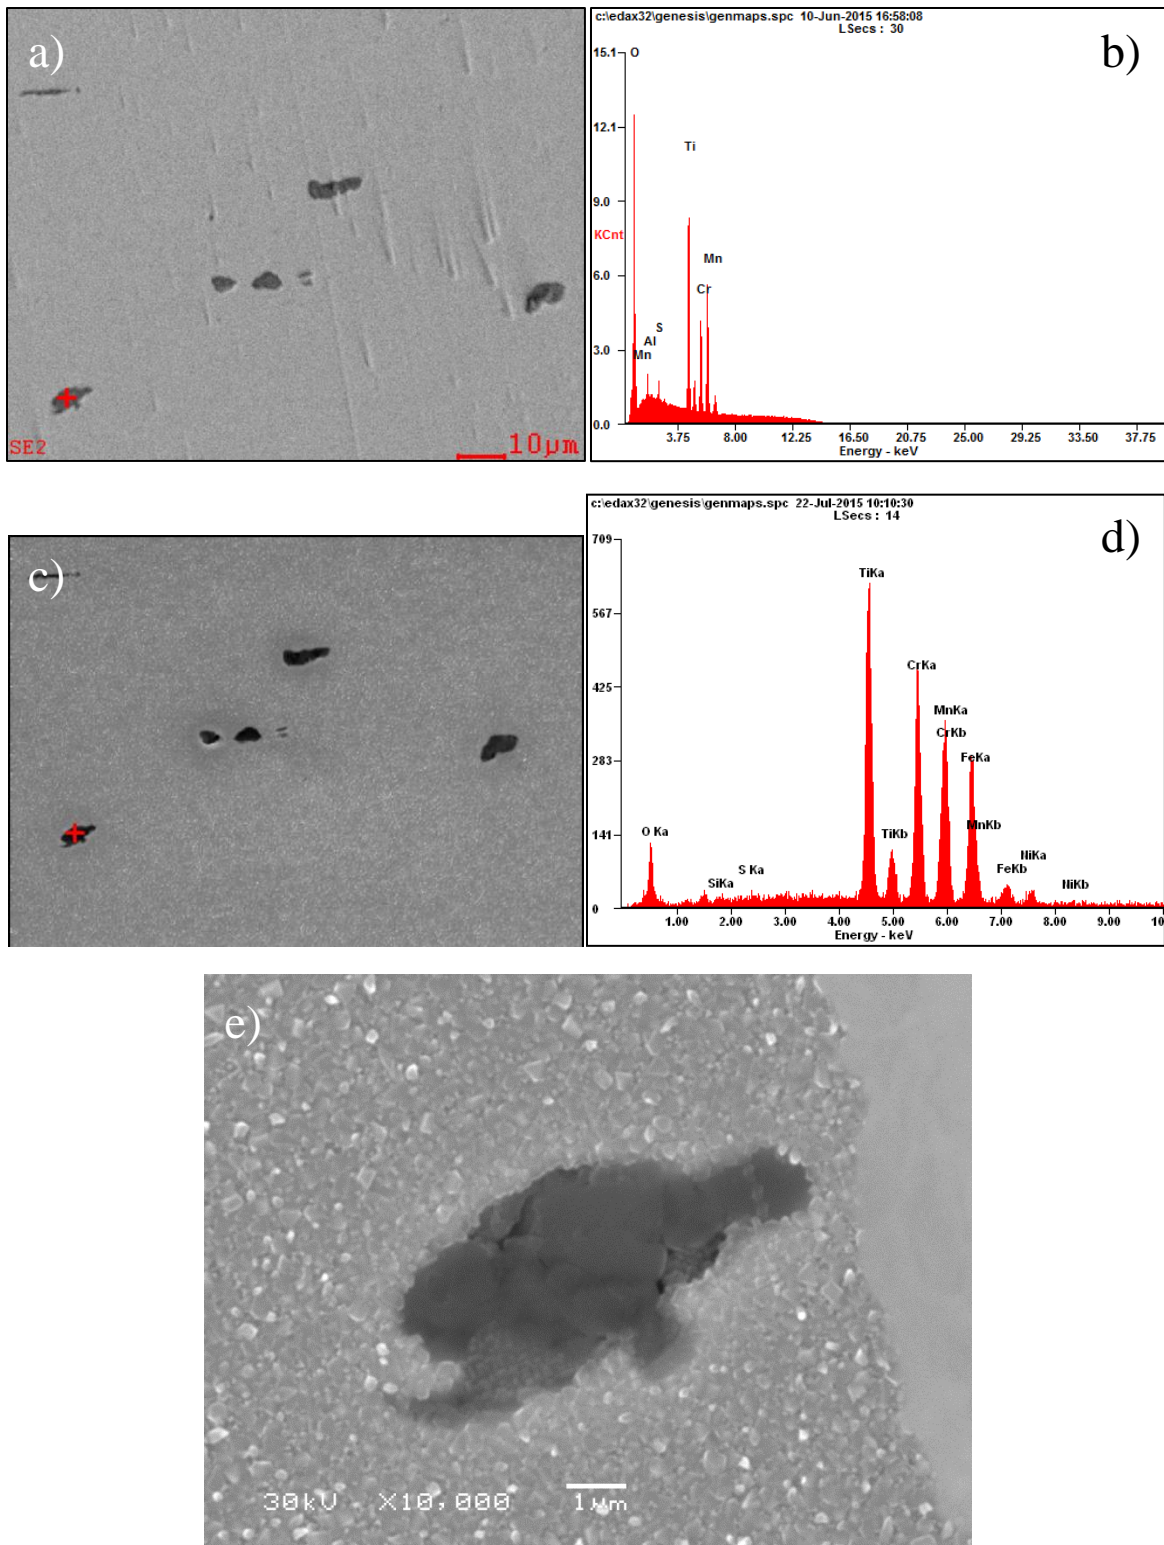 a)
SE2
10µm
c:\edax32\genesis\genmaps.spc 10-Jun-2015 16:58:08
LSecs : 30
b)
15.1
O
12.1
Ti
9.0
KCnt
Mn
6.0
Cr
S
3.0
Al
Mn
0.0
3.75 8.00 12.25 16.50 20.75 25.00 29.25 33.50 37.75
Energy - keV
c)
c:\edax32\genesis\genmaps.spc 22-Jul-2015 10:10:30
LSecs : 14
d)
709
TiKa
567
CrKa
425
MnKa
CrKb
FeKa
283
141
O Ka
TiKb
MnKb
S Ka
SiKa
FeKb
NiKa
NiKb
0
1.00 2.00 3.00 4.00 5.00 6.00 7.00 8.00 9.00 10
Energy - keV
e)
30kV X10,000 1µm